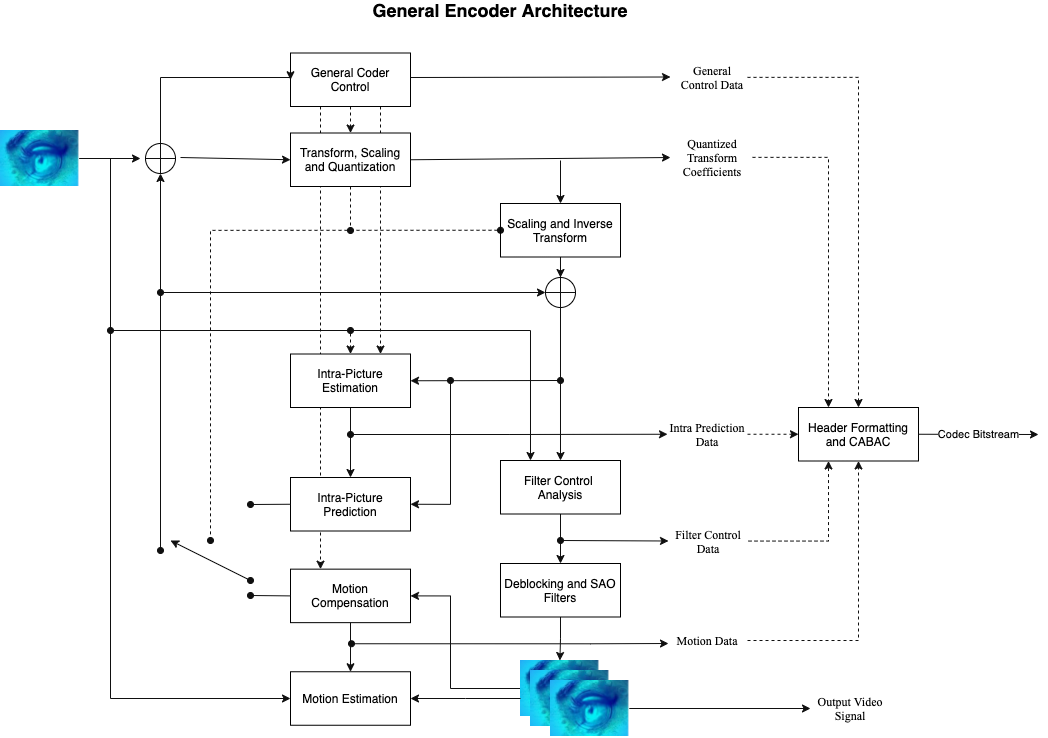 General Encoder Architecture
General Coder
Control
General
Control Data
Transform, Scaling
and Quantization
Quantized
Transform
Coefficients
Scaling and Inverse
Transform
Intra-Picture
Estimation
Intra Prediction
Data
Header Formatting
and CABAC
Codec Bitstream
Filter Control
Analysis
Intra-Picture
Prediction
Filter Control
Data
Deblocking and SAO
Filters
Motion
Compensation
Motion Data
Motion Estimation
Output Video
Signal